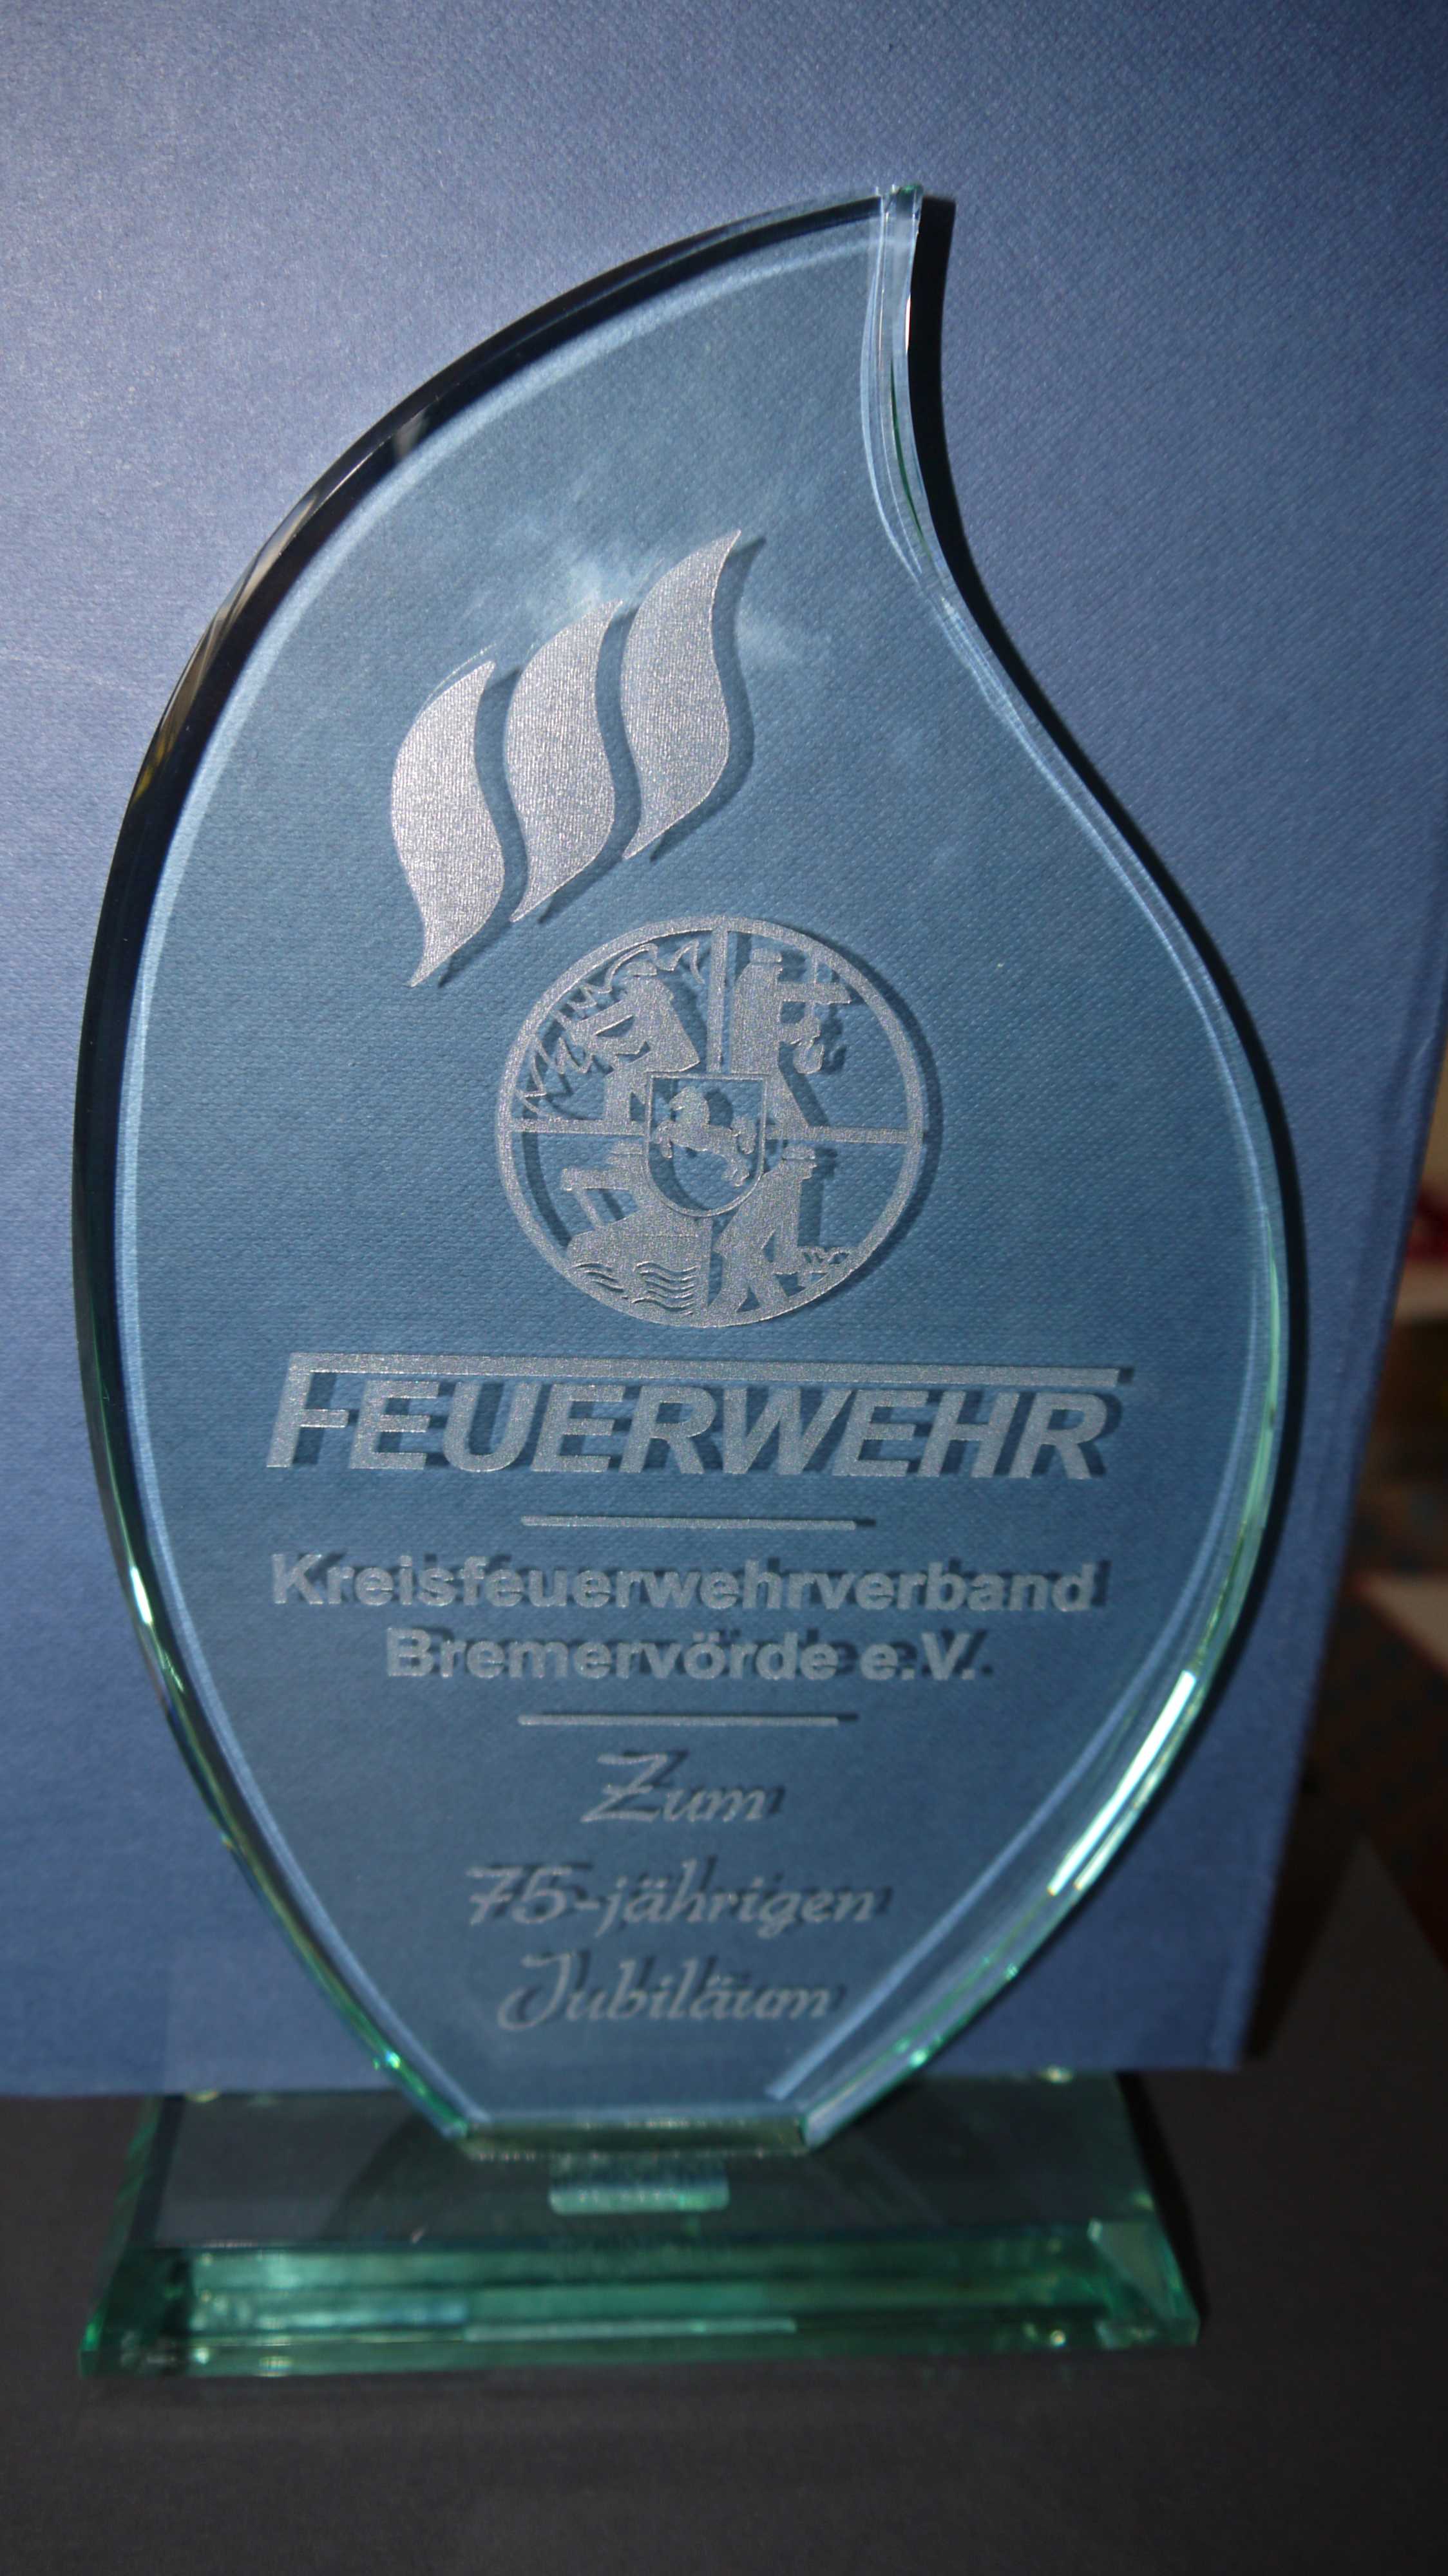 FEUERWEHR
Kreisfeuerwehrverband
Bremervörde e.V.
Zum
75-jährigen
Jubiläum